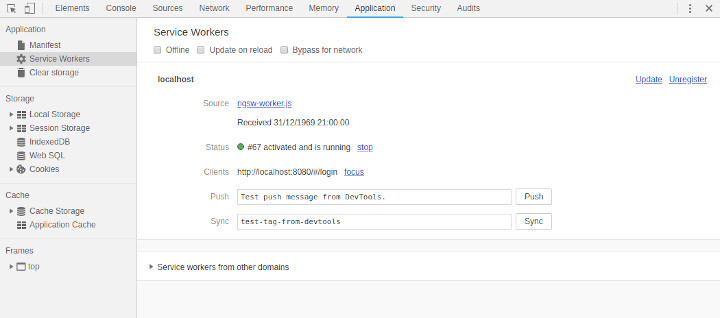 Elements Console Sources Network Performance Memory Application Security Audits
Application
Manifest
Service Workers
Clear storage
Storage
Local Storage
Session Storage
IndexedDB
Web SQL
Cookies
Cache
Cache Storage
Application Cache
Frames
top
Service Workers
Offline Update on reload Bypass for network
localhost Update Unregister
Source ngsw-worker.js
Received 31/12/1969 21:00:00
Status #67 activated and is running stop
Clients http://localhost:8080/#/login focus
Push Test push message from DevTools. Push
Sync test-tag-from-devtools Sync
Service workers from other domains